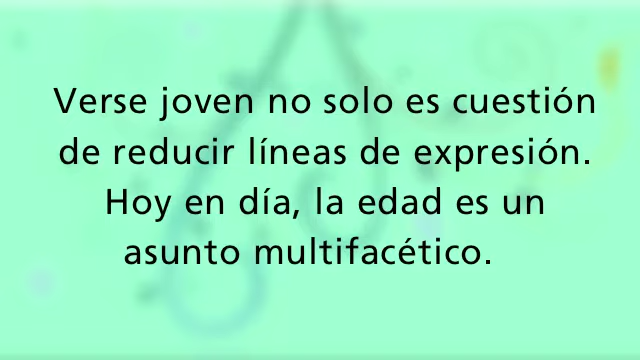 Verse joven no solo es cuestión
de reducir líneas de expresión.
Hoy en día, la edad es un
asunto multifacético.